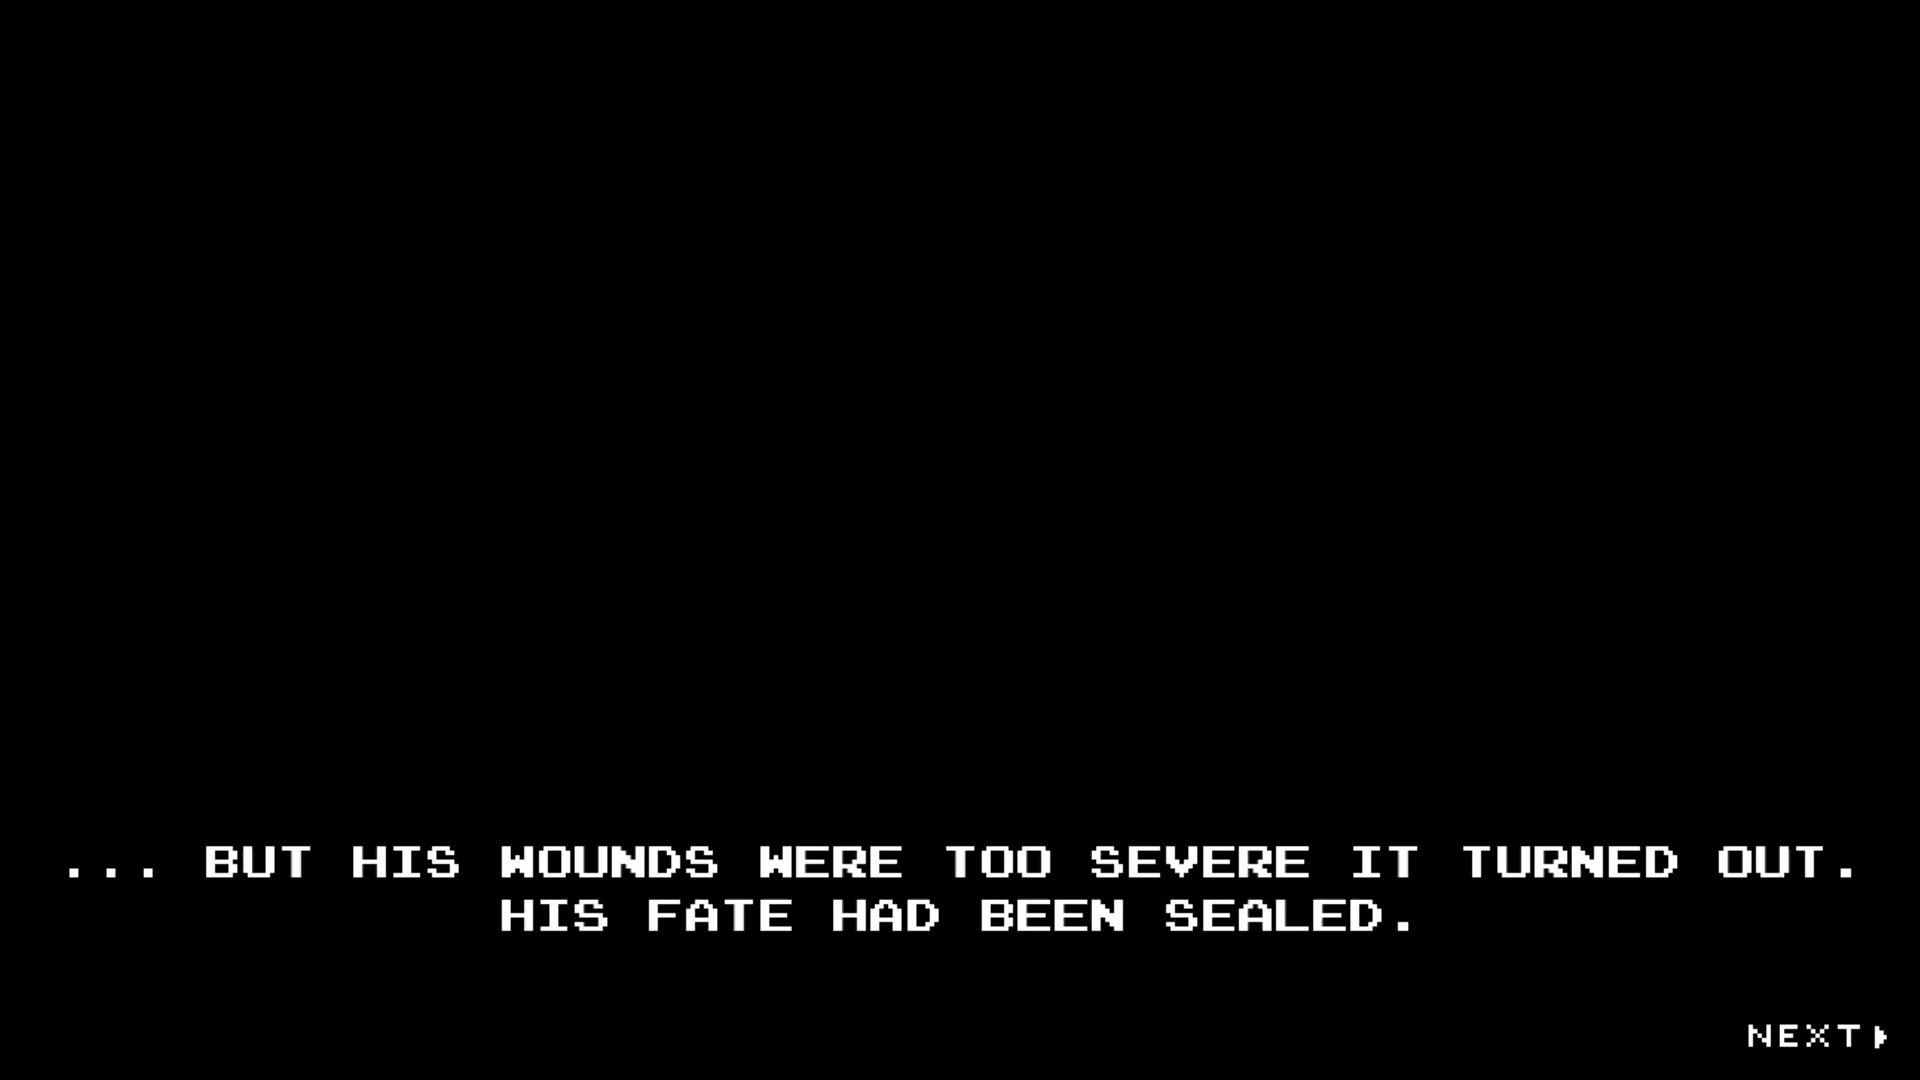 ... BUT HIS WOUNDS WERE TOO SEVERE IT TURNED OUT.
HIS FATE HAD BEEN SEALED.
NEXT